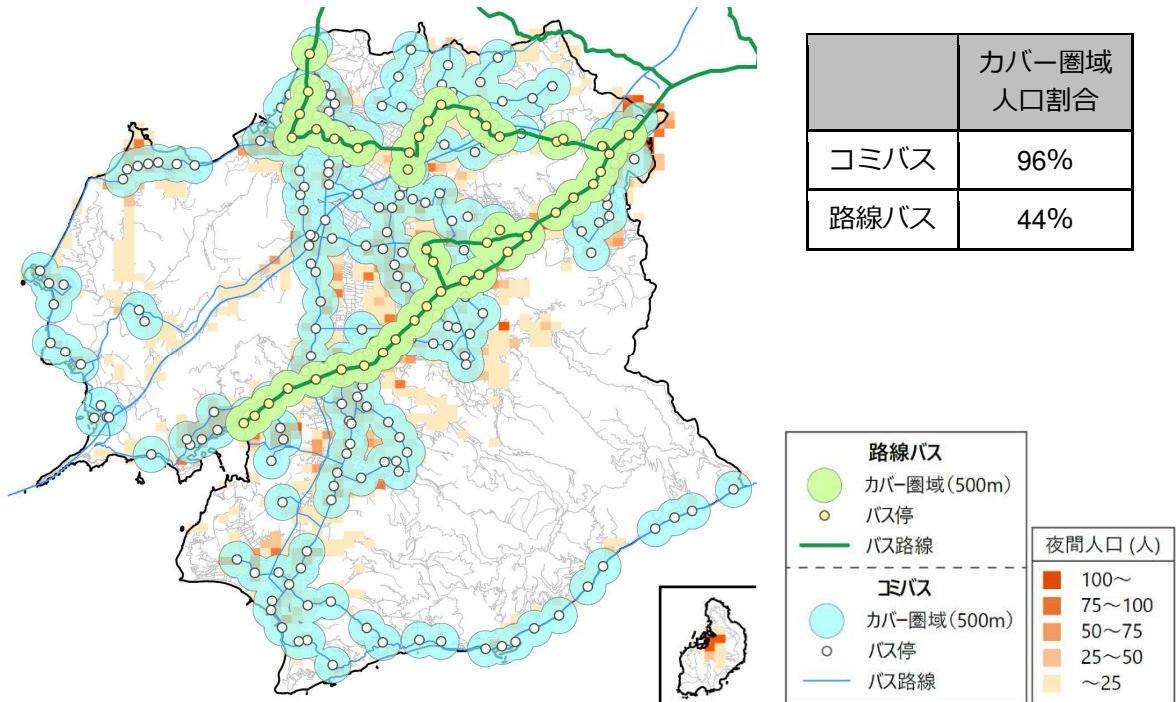 カバー圏域
人口割合
コミバス 96%
路線バス 44%
路線バス
カバー圏域(500m)
バス停
バス路線
コミバス
カバー圏域(500m)
バス停
バス路線
夜間人口 (人)
100～
75～100
50～75
25～50
～25